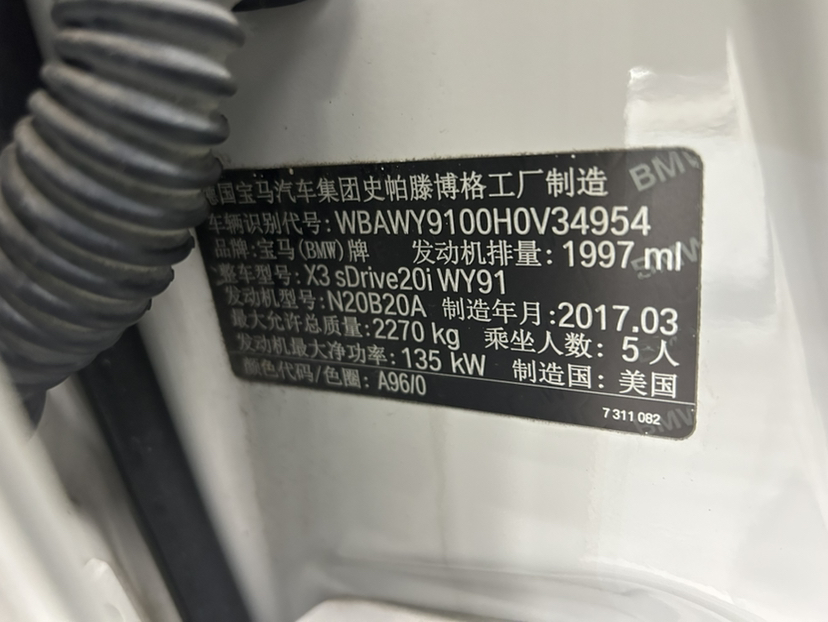 德国宝马汽车集团史帕滕博格工厂制造
车辆识别代号: WBAWY9100H0V34954
品牌: 宝马(BMW)牌 发动机排量: 1997 ml
整车型号: X3 sDrive20i WY91
发动机型号: N20B20A 制造年月: 2017.03
最大允许总质量: 2270 kg 乘坐人数: 5 人
发动机最大净功率: 135 kW 制造国: 美国
颜色代码/色圈: A96/0
7 311 082
BMW
BMW
BMW